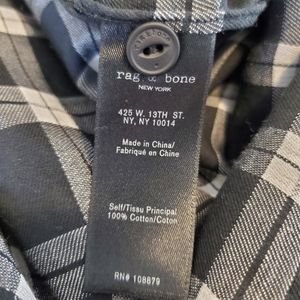 rag & bone
NEW YORK
425 W. 13TH ST.
NY, NY 10014
Made in China/
Fabriqué en Chine
Self/Tissu Principal
100% Cotton/Coton
RN# 108679